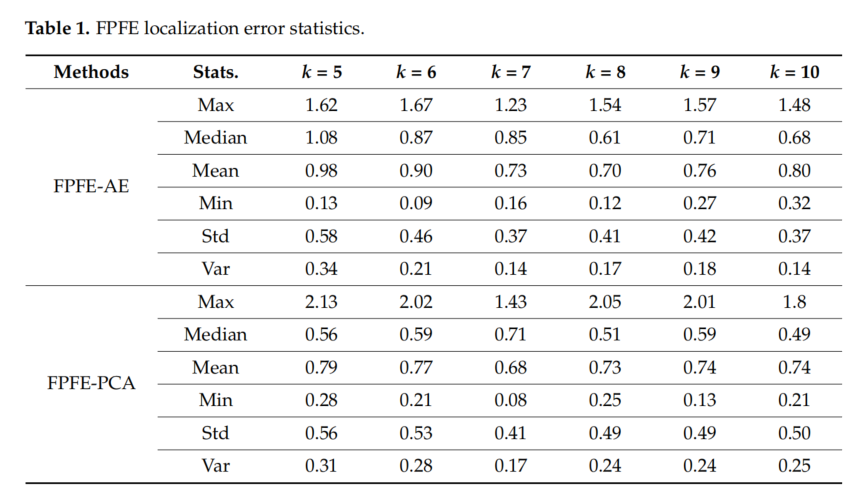 Table 1. FPFE localization error statistics.
Methods Stats. k = 5 k = 6 k = 7 k = 8 k = 9 k = 10
FPFE-AE
Max 1.62 1.67 1.23 1.54 1.57 1.48
Median 1.08 0.87 0.85 0.61 0.71 0.68
Mean 0.98 0.90 0.73 0.70 0.76 0.80
Min 0.13 0.09 0.16 0.12 0.27 0.32
Std 0.58 0.46 0.37 0.41 0.42 0.37
Var 0.34 0.21 0.14 0.17 0.18 0.14
FPFE-PCA
Max 2.13 2.02 1.43 2.05 2.01 1.8
Median 0.56 0.59 0.71 0.51 0.59 0.49
Mean 0.79 0.77 0.68 0.73 0.74 0.74
Min 0.28 0.21 0.08 0.25 0.13 0.21
Std 0.56 0.53 0.41 0.49 0.49 0.50
Var 0.31 0.28 0.17 0.24 0.24 0.25